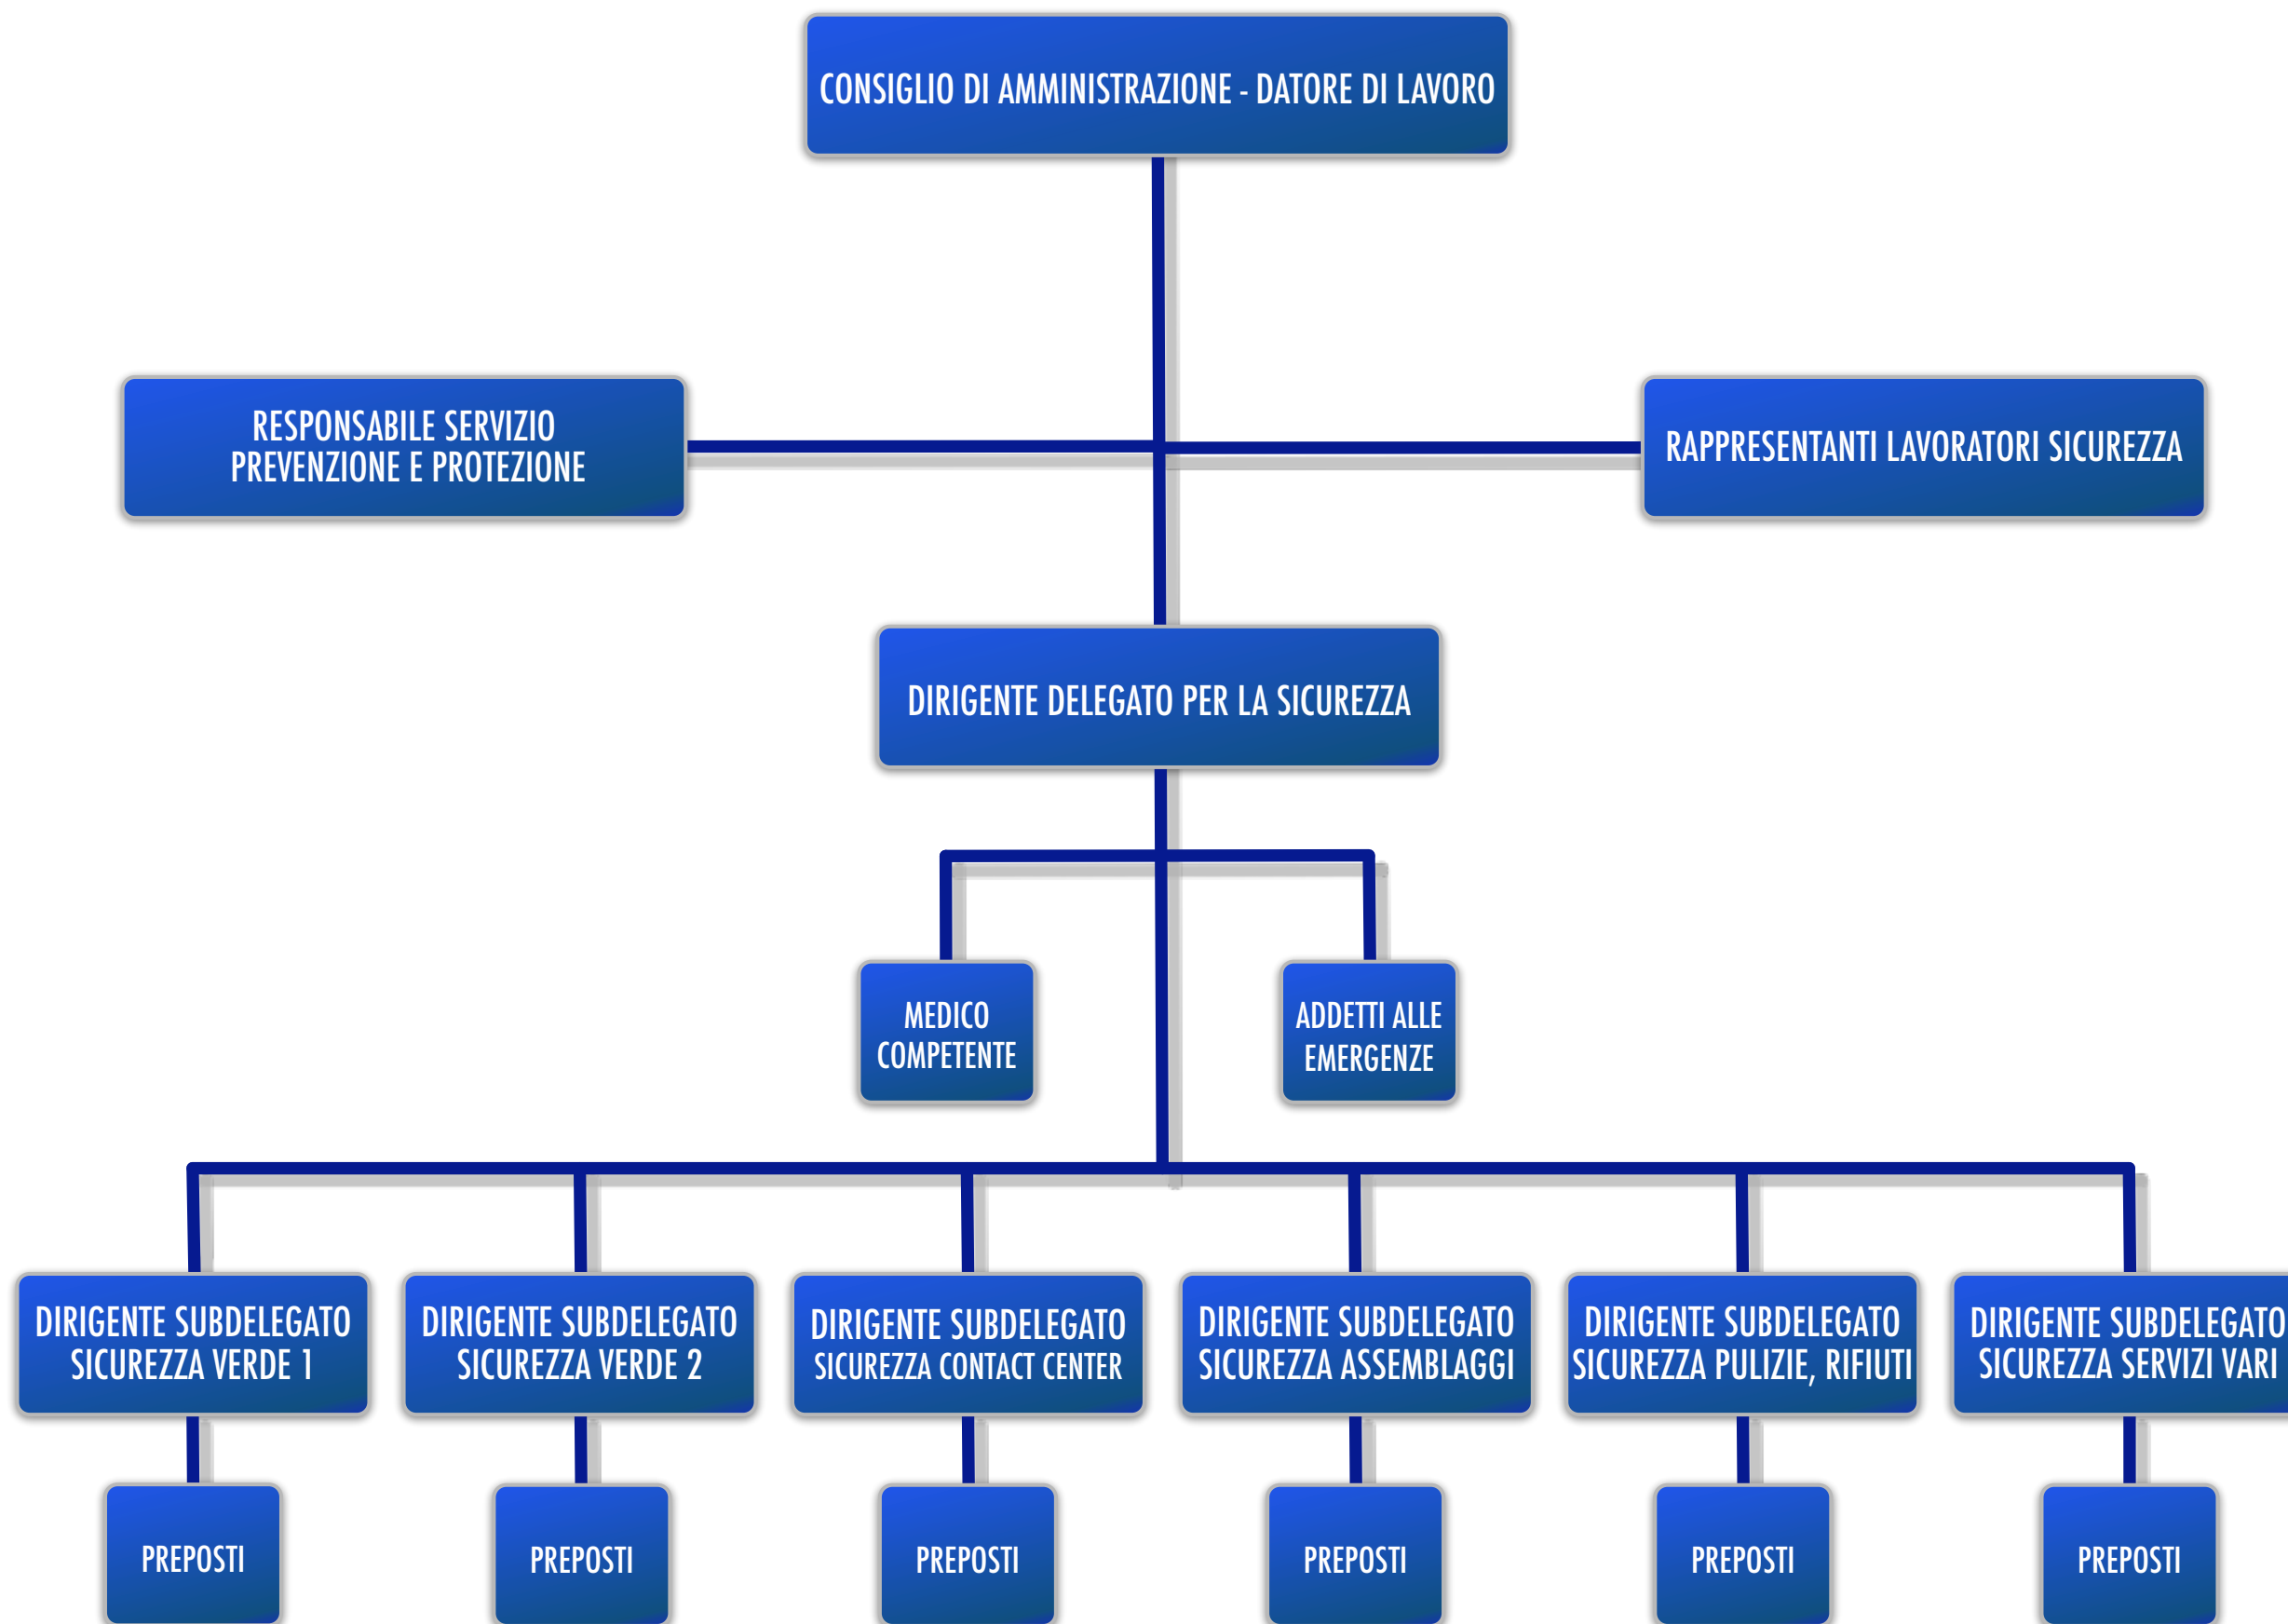 CONSIGLIO DI AMMINISTRAZIONE - DATORE DI LAVORO
RESPONSABILE SERVIZIO
PREVENZIONE E PROTEZIONE
RAPPRESENTANTI LAVORATORI SICUREZZA
DIRIGENTE DELEGATO PER LA SICUREZZA
MEDICO
COMPETENTE
ADDETTI ALLE
EMERGENZE
DIRIGENTE SUBDELEGATO
SICUREZZA VERDE 1
DIRIGENTE SUBDELEGATO
SICUREZZA VERDE 2
DIRIGENTE SUBDELEGATO
SICUREZZA CONTACT CENTER
DIRIGENTE SUBDELEGATO
SICUREZZA ASSEMBLAGGI
DIRIGENTE SUBDELEGATO
SICUREZZA PULIZIE, RIFIUTI
DIRIGENTE SUBDELEGATO
SICUREZZA SERVIZI VARI
PREPOSTI
PREPOSTI
PREPOSTI
PREPOSTI
PREPOSTI
PREPOSTI